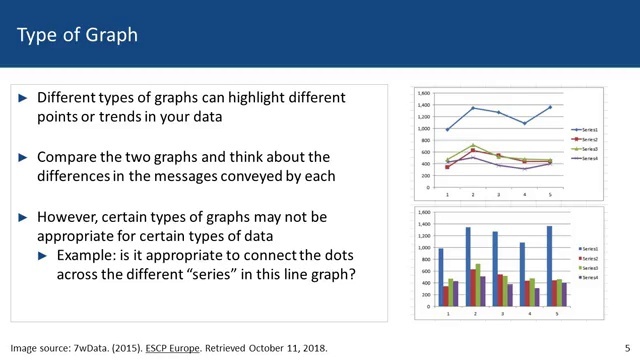 Type of Graph
► Different types of graphs can highlight different
points or trends in your data
► Compare the two graphs and think about the
differences in the messages conveyed by each
► However, certain types of graphs may not be
appropriate for certain types of data
► Example: is it appropriate to connect the dots
across the different “series” in this line graph?
1,600
1,400
1,200
1,000
800
600
400
200
0
1 2 3 4 5
Series1
Series2
Series3
Series4
1,600
1,400
1,200
1,000
800
600
400
200
0
1 2 3 4 5
Series1
Series2
Series3
Series4
Image source: 7wData. (2015). ESCP Europe. Retrieved October 11, 2018.
5